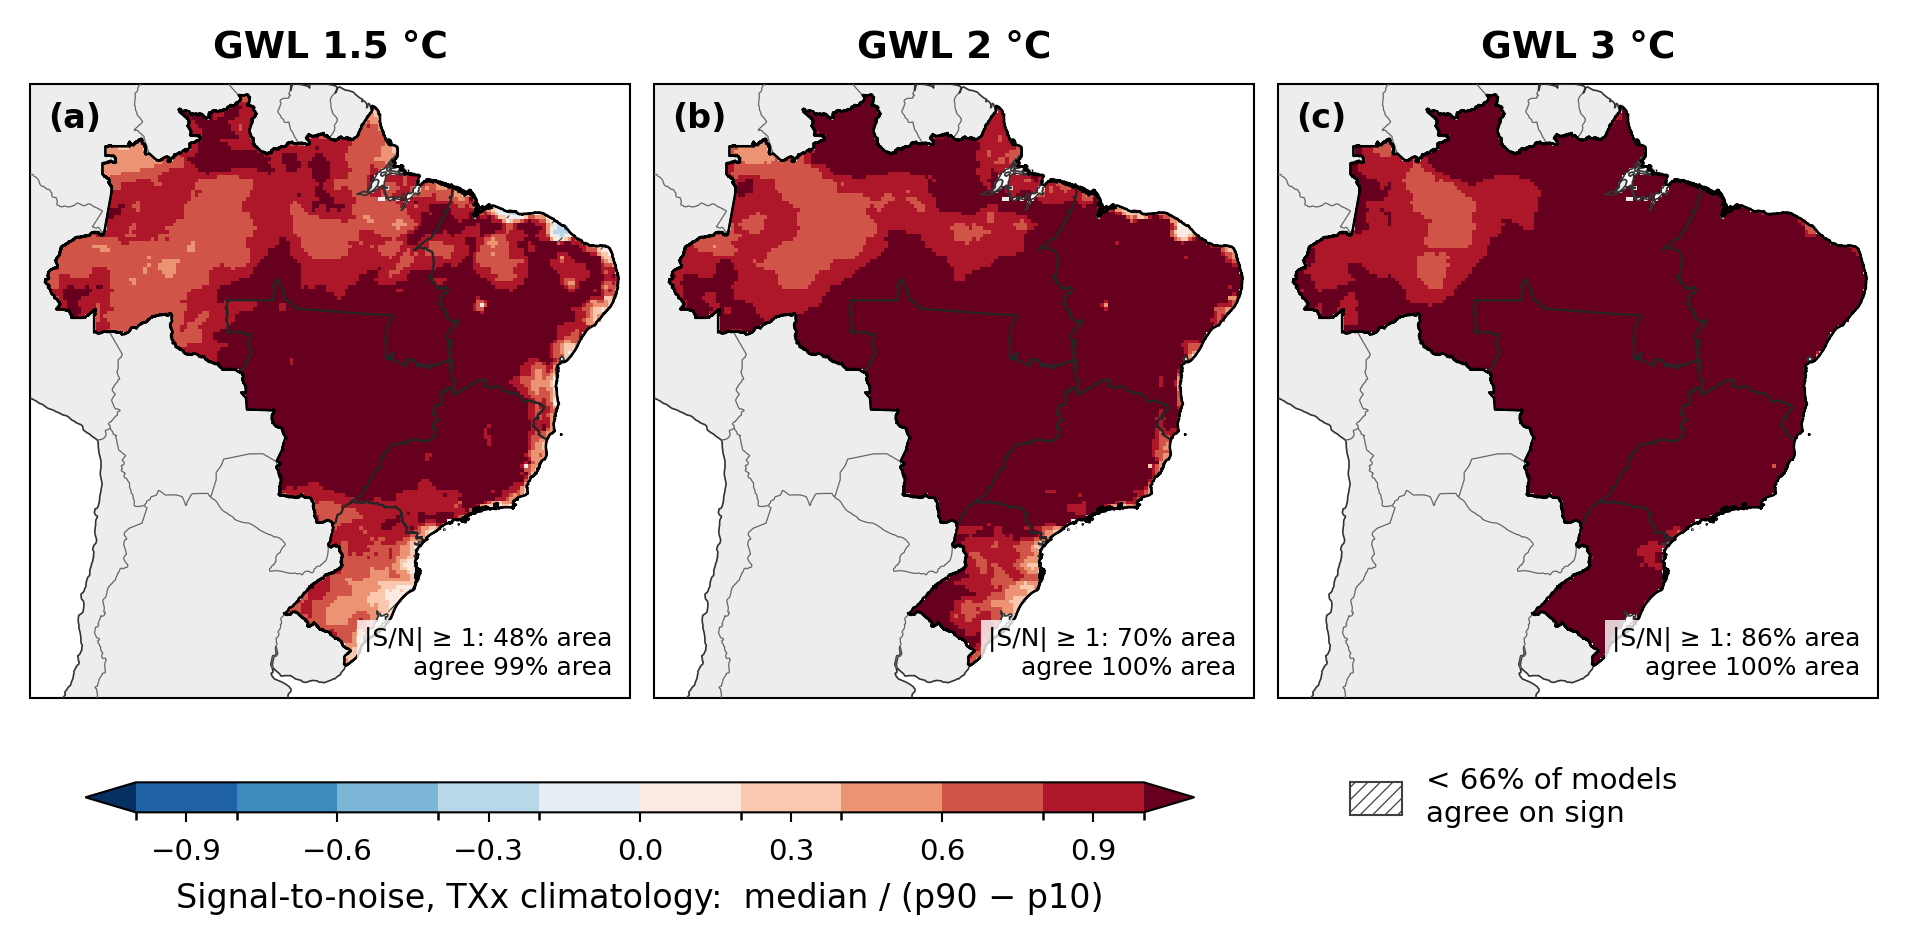 GWL 1.5 °C
GWL 2 °C
GWL 3 °C
(a)
(b)
(c)
|S/N| ≥ 1: 48% area
agree 99% area
|S/N| ≥ 1: 70% area
agree 100% area
|S/N| ≥ 1: 86% area
agree 100% area
−0.9 −0.6 −0.3 0.0 0.3 0.6 0.9
Signal-to-noise, TXx climatology: median / (p90 − p10)
< 66% of models
agree on sign